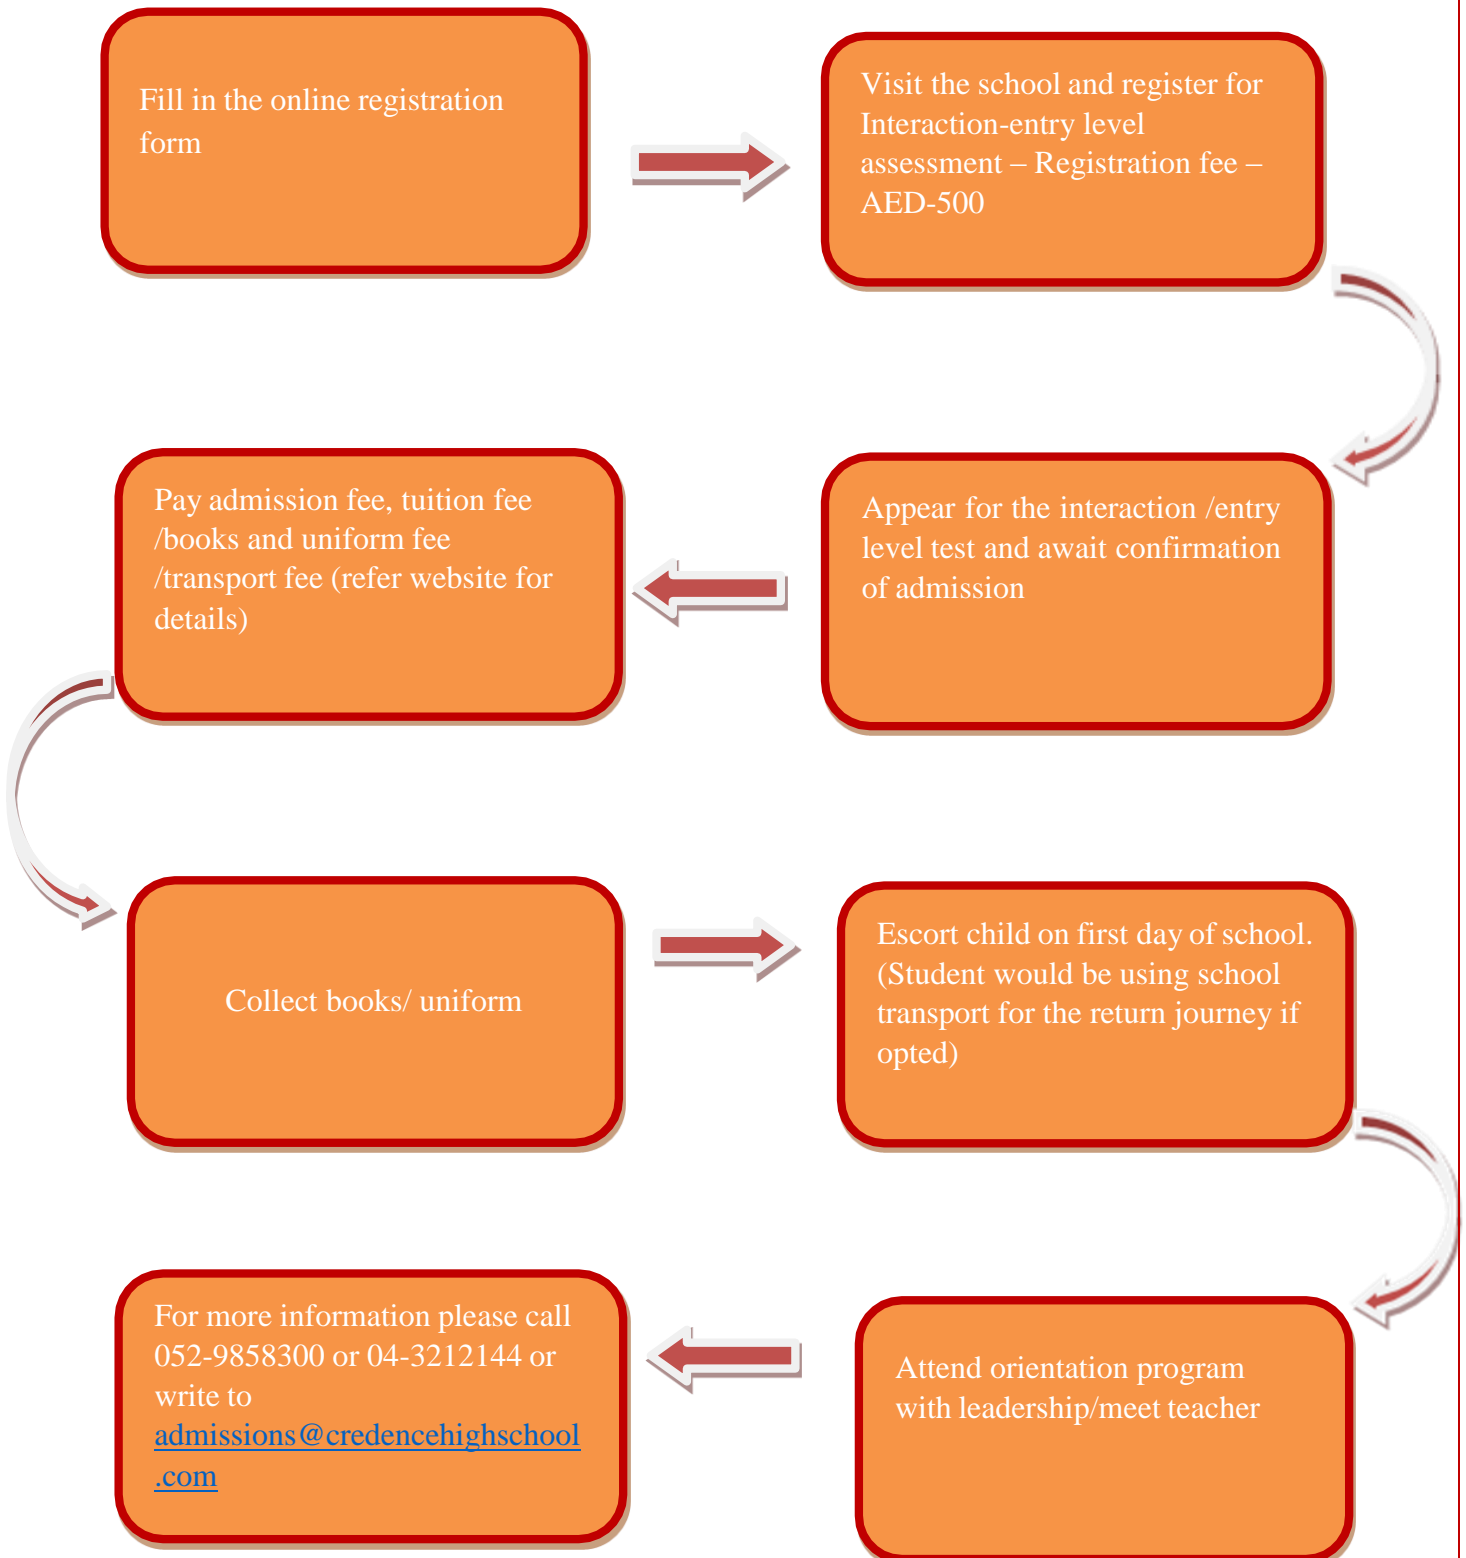 Fill in the online registration
form
Visit the school and register for
Interaction-entry level
assessment – Registration fee –
AED-500
Appear for the interaction /entry
level test and await confirmation
of admission
Pay admission fee, tuition fee
/books and uniform fee
/transport fee (refer website for
details)
Collect books/ uniform
Escort child on first day of school.
(Student would be using school
transport for the return journey if
opted)
Attend orientation program
with leadership/meet teacher
For more information please call
052-9858300 or 04-3212144 or
write to
admissions@credencehighschool
.com